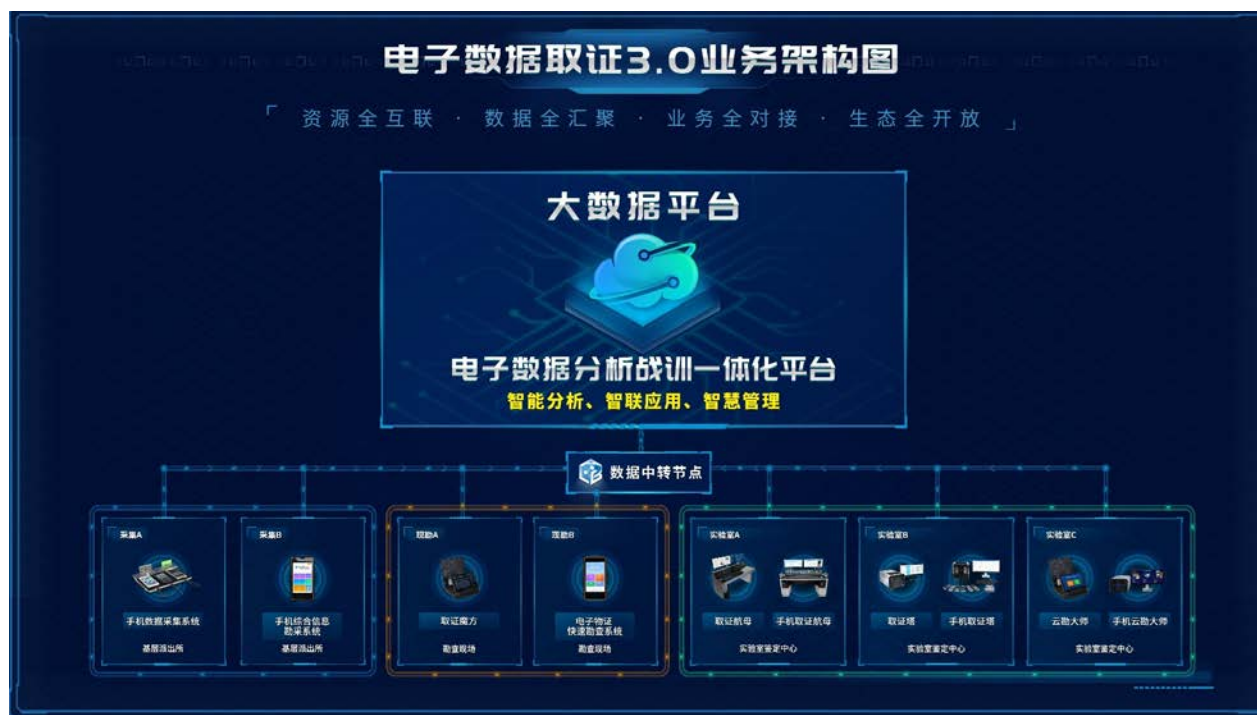 电子数据取证3.0业务架构图
「 资源全互联 · 数据全汇聚 · 业务全对接 · 生态全开放 」
大数据平台
电子数据分析战训一体化平台
智能分析、智联应用、智慧管理
数据中转节点
采集A
手机数据采集系统
基层派出所
采集B
手机综合信息
勘采系统
基层派出所
现勘A
取证魔方
勘查现场
现勘B
电子物证
快速勘查系统
勘查现场
实验室A
取证航母 手机取证航母
实验室鉴定中心
实验室B
取证塔 手机取证塔
实验室鉴定中心
实验室C
云勘大师 手机云勘大师
实验室鉴定中心